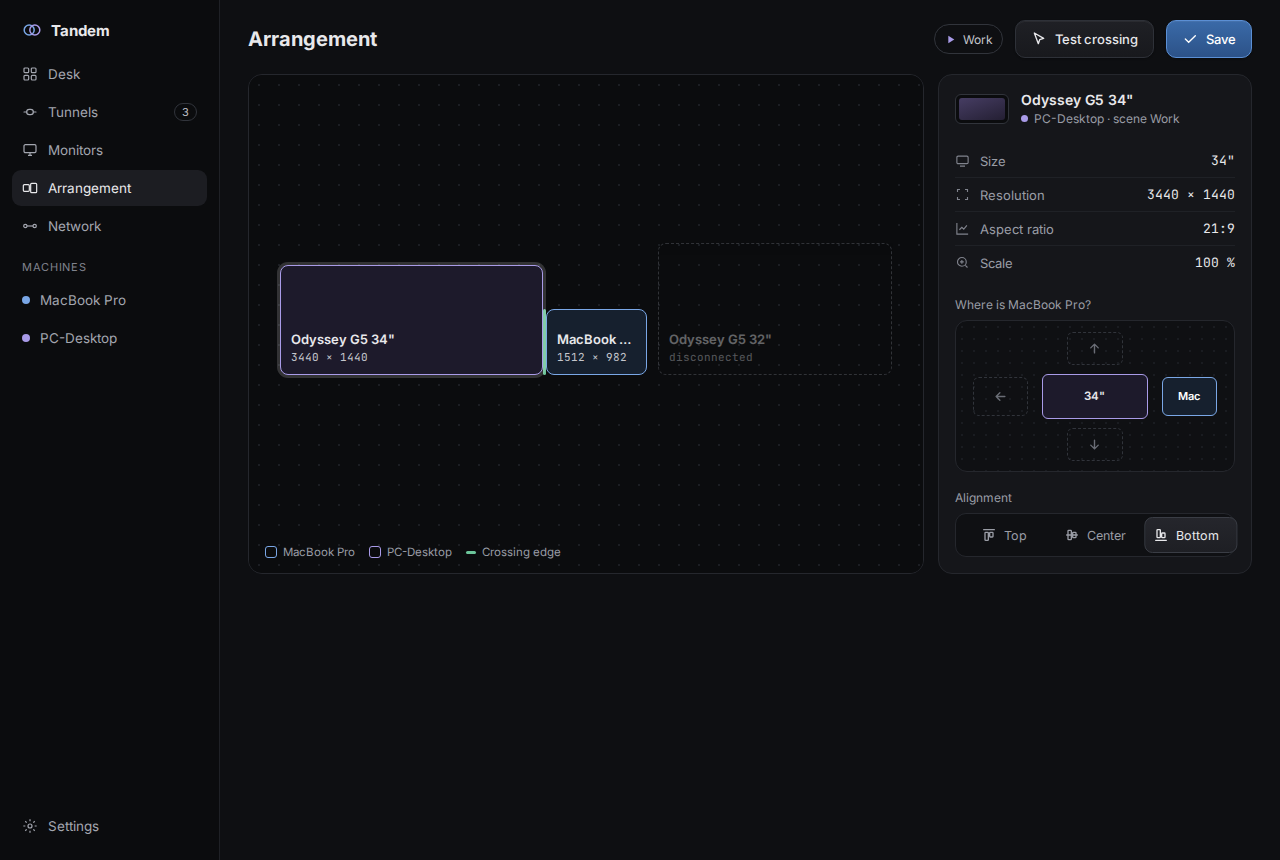 Tandem
Desk
Tunnels
3
Monitors
Arrangement
Network
MACHINES
MacBook Pro
PC-Desktop
Settings
Arrangement
Work
Test crossing
Save
Odyssey G5 34"
3440 × 1440
MacBook ...
1512 × 982
Odyssey G5 32"
disconnected
MacBook Pro
PC-Desktop
Crossing edge
Odyssey G5 34"
PC-Desktop · scene Work
Size
34"
Resolution
3440 × 1440
Aspect ratio
21:9
Scale
100 %
Where is MacBook Pro?
34"
Mac
Alignment
Top
Center
Bottom